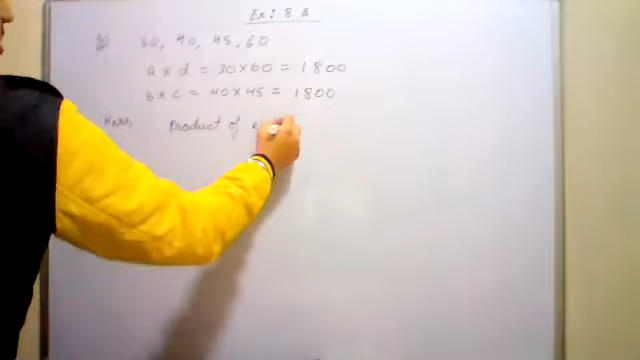 Ex: 8 B
30, 40, 45, 60
a × d = 30×60 = 1800
b × c = 40×45 = 1800
Here, Product of e